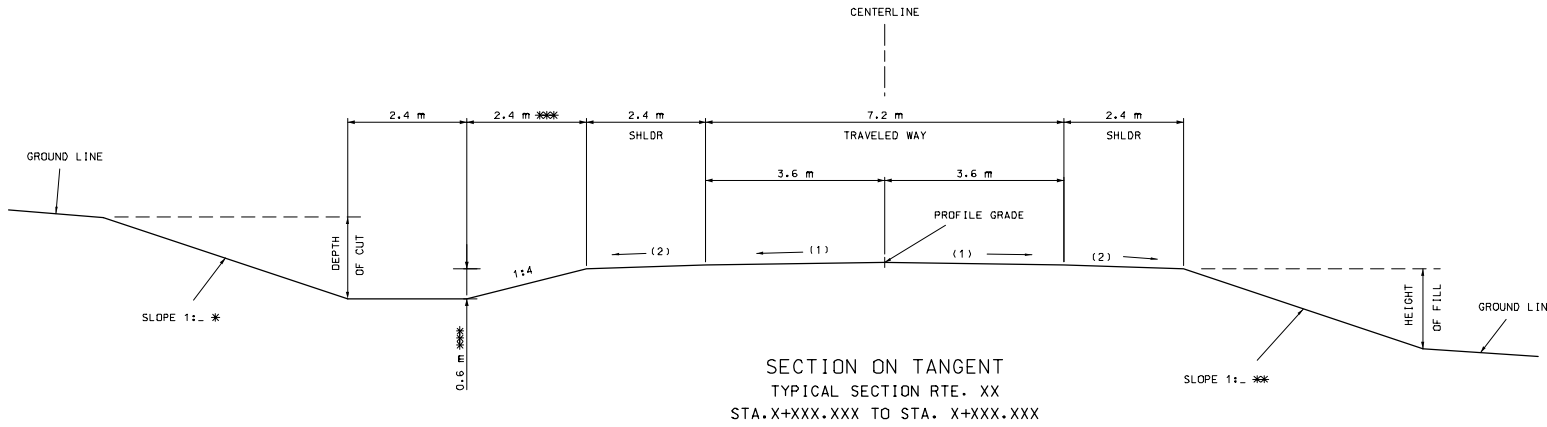 CENTERLINE
2.4 m
2.4 m ***
2.4 m
7.2 m
2.4 m
SHLDR
TRAVELED WAY
SHLDR
GROUND LINE
3.6 m
3.6 m
PROFILE GRADE
DEPTH
OF CUT
(2)
(1)
(1)
(2)
1:4
HEIGHT
OF FILL
SLOPE 1:_ *
GROUND LIN
0.6 m ***
SLOPE 1:_ **
SECTION ON TANGENT
TYPICAL SECTION RTE. XX
STA.X+XXX.XXX TO STA. X+XXX.XXX